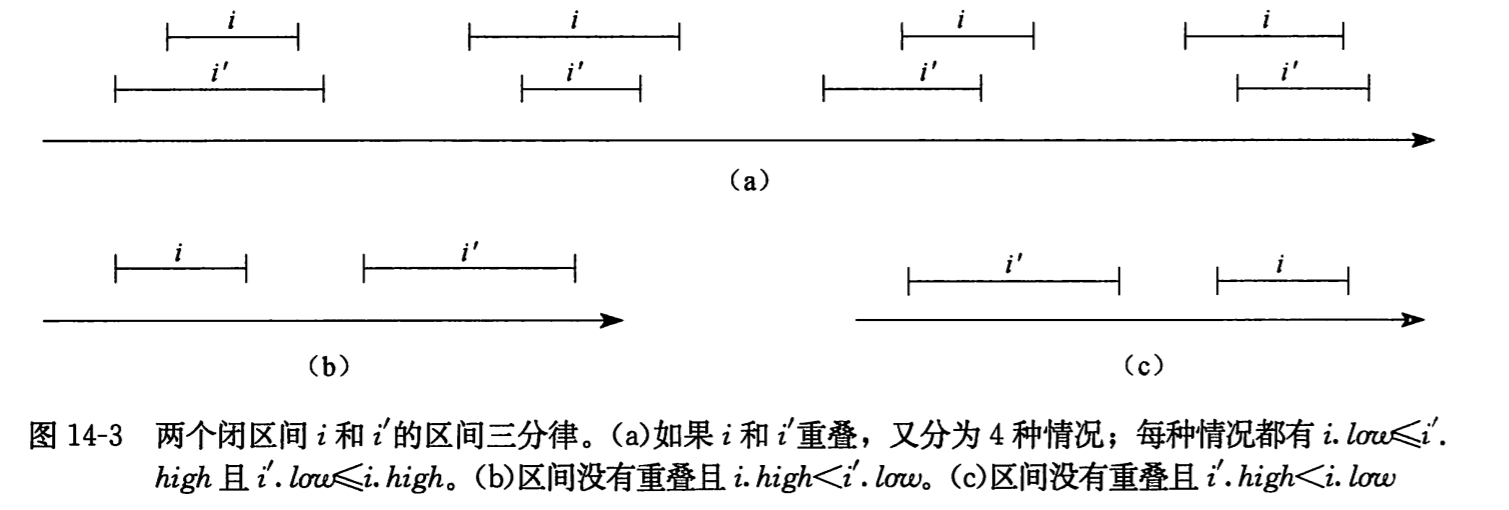 i i i i
i′ i′ i′ i′
(a)
i i′ i′ i
(b) (c)
图 14-3 两个闭区间 i 和 i′的区间三分律。(a)如果 i 和 i′重叠，又分为 4 种情况；每种情况都有 i. low≤i′.
high 且 i′. low≤i. high。(b)区间没有重叠且 i. high<i′. low。(c)区间没有重叠且 i′. high<i. low